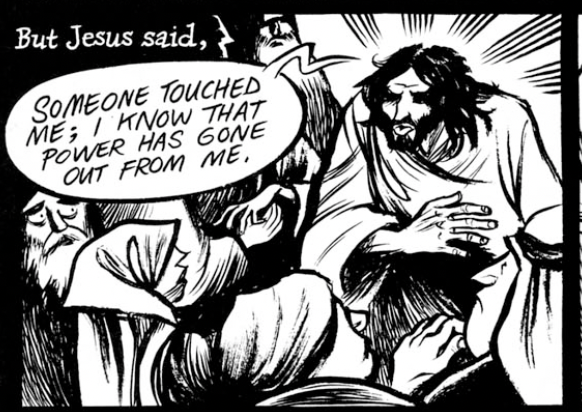 But Jesus said,
SOMEONE TOUCHED
ME; I KNOW THAT
POWER HAS GONE
OUT FROM ME.